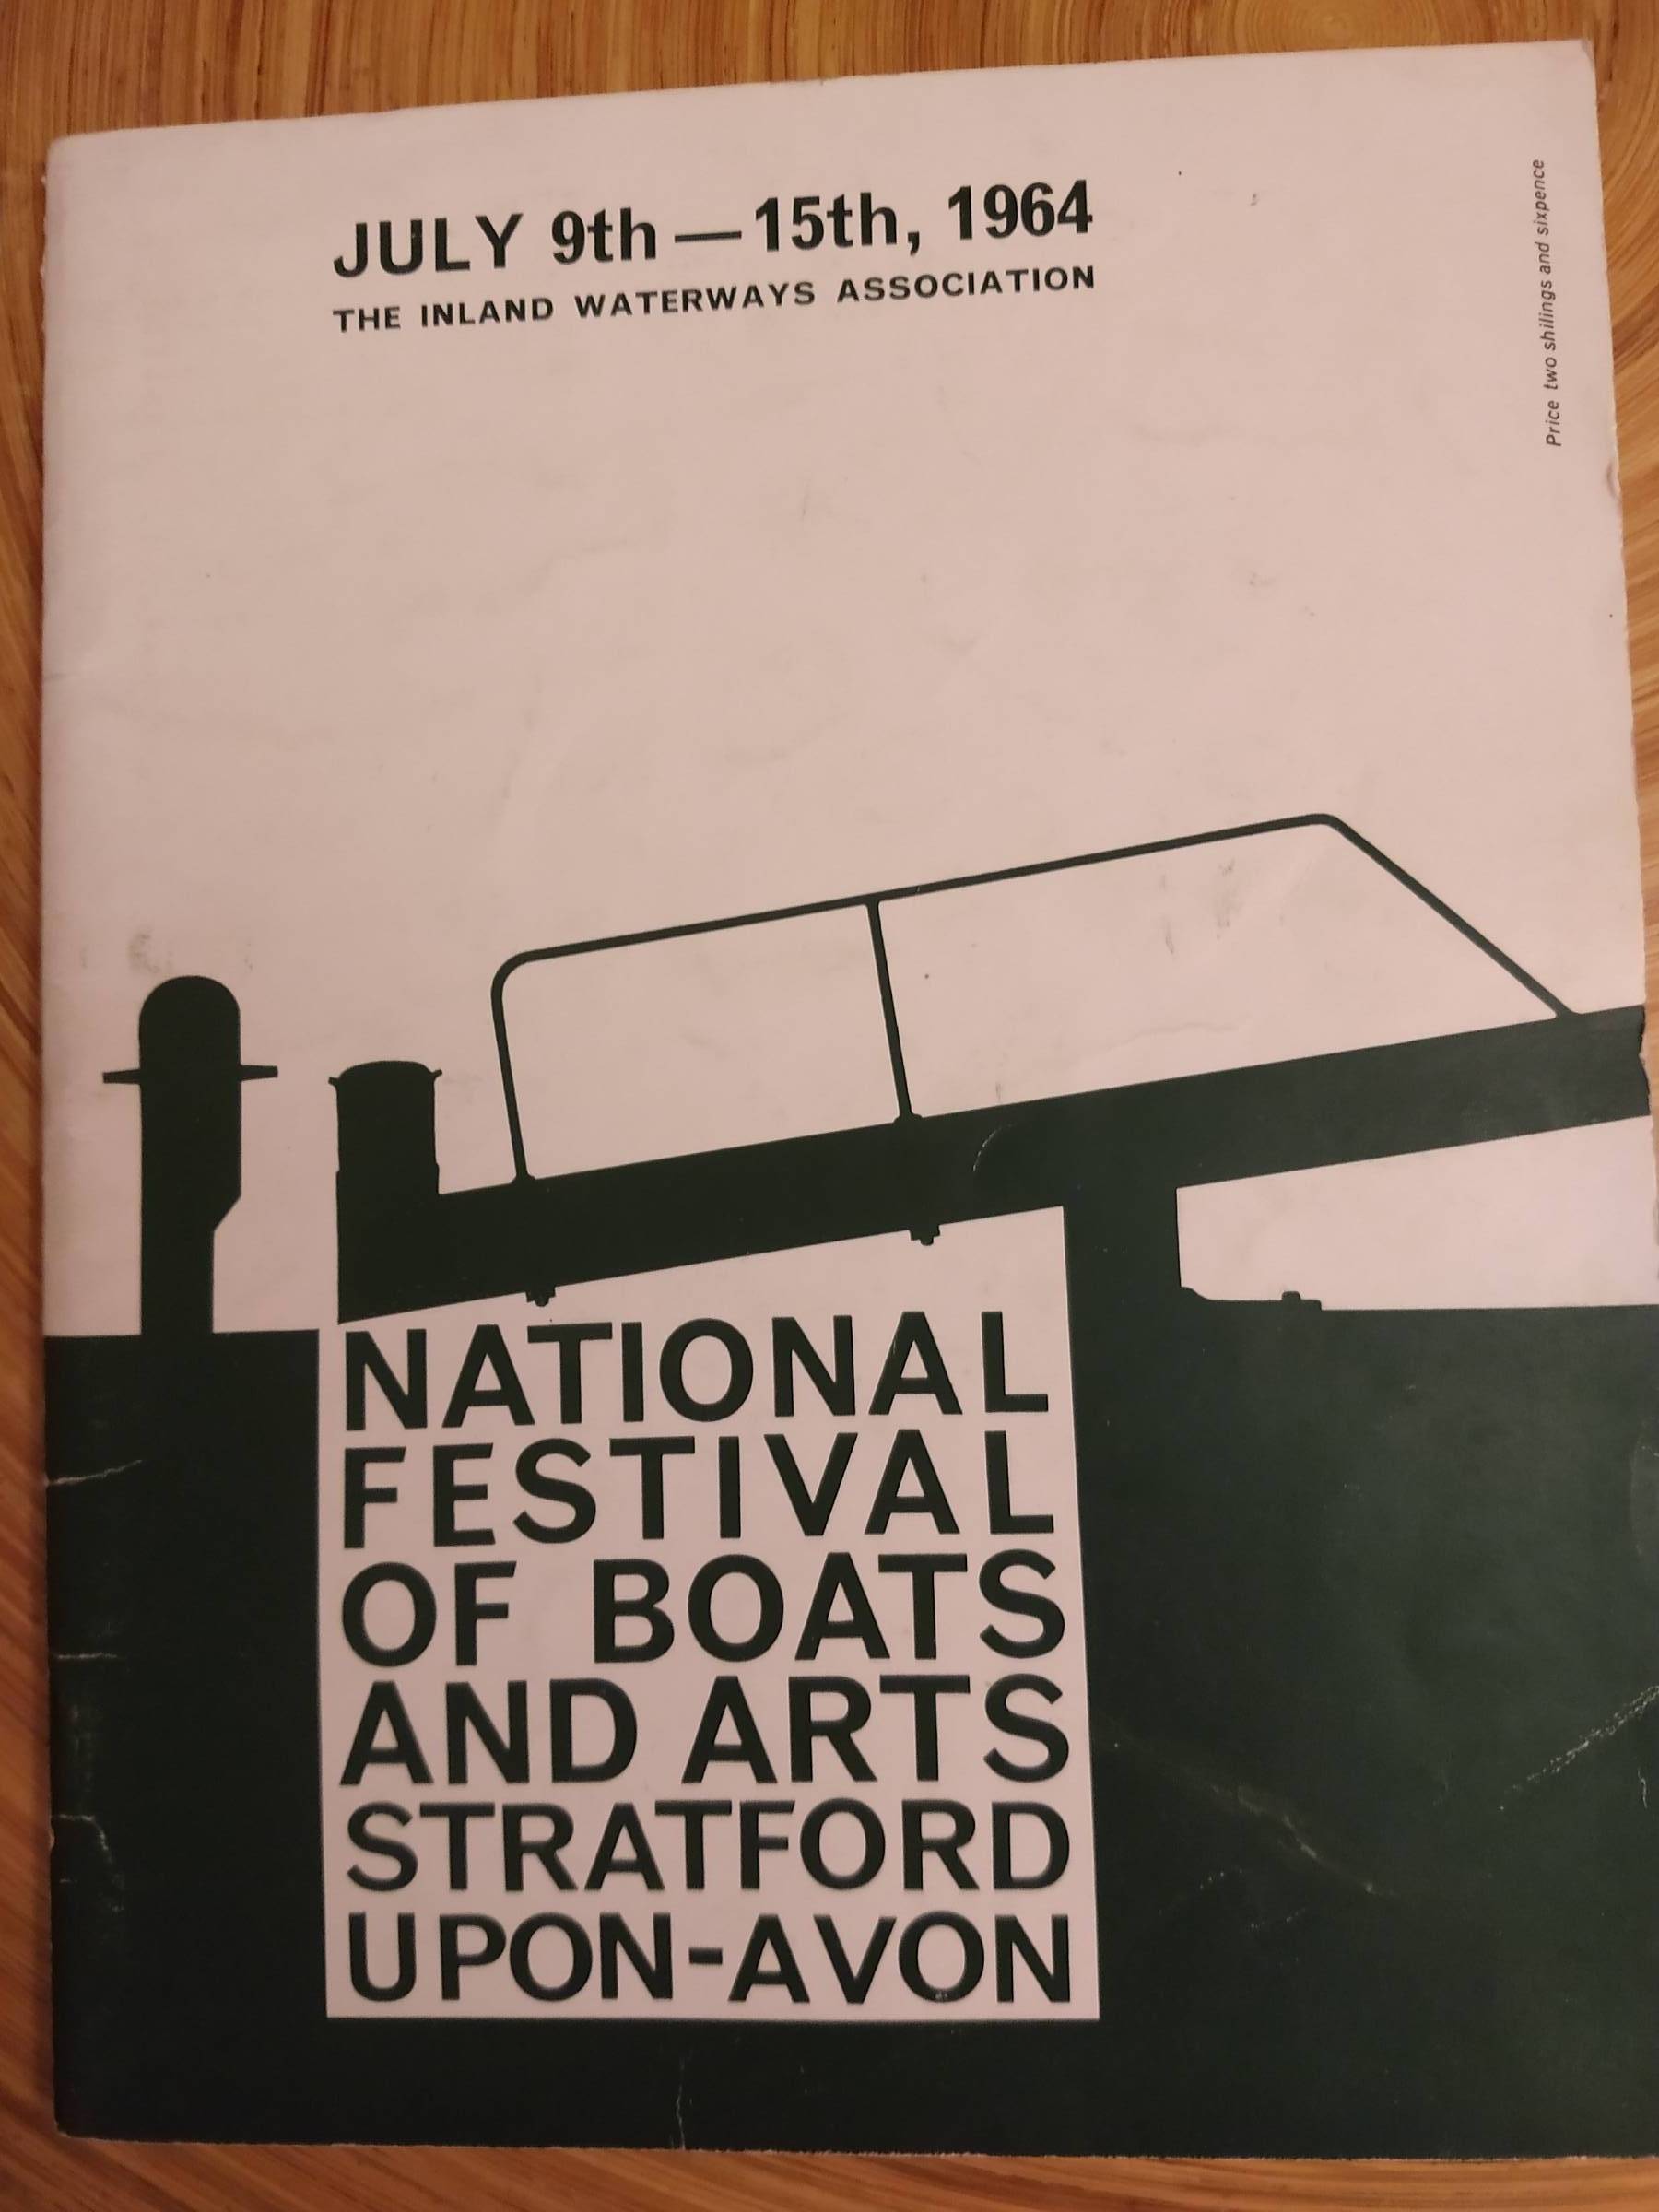 JULY 9th—15th, 1964
THE INLAND WATERWAYS ASSOCIATION
Price two shilings and sixpence
NATIONAL
FESTIVAL
OF BOATS
AND ARTS
STRATFORD
UPON-AVON